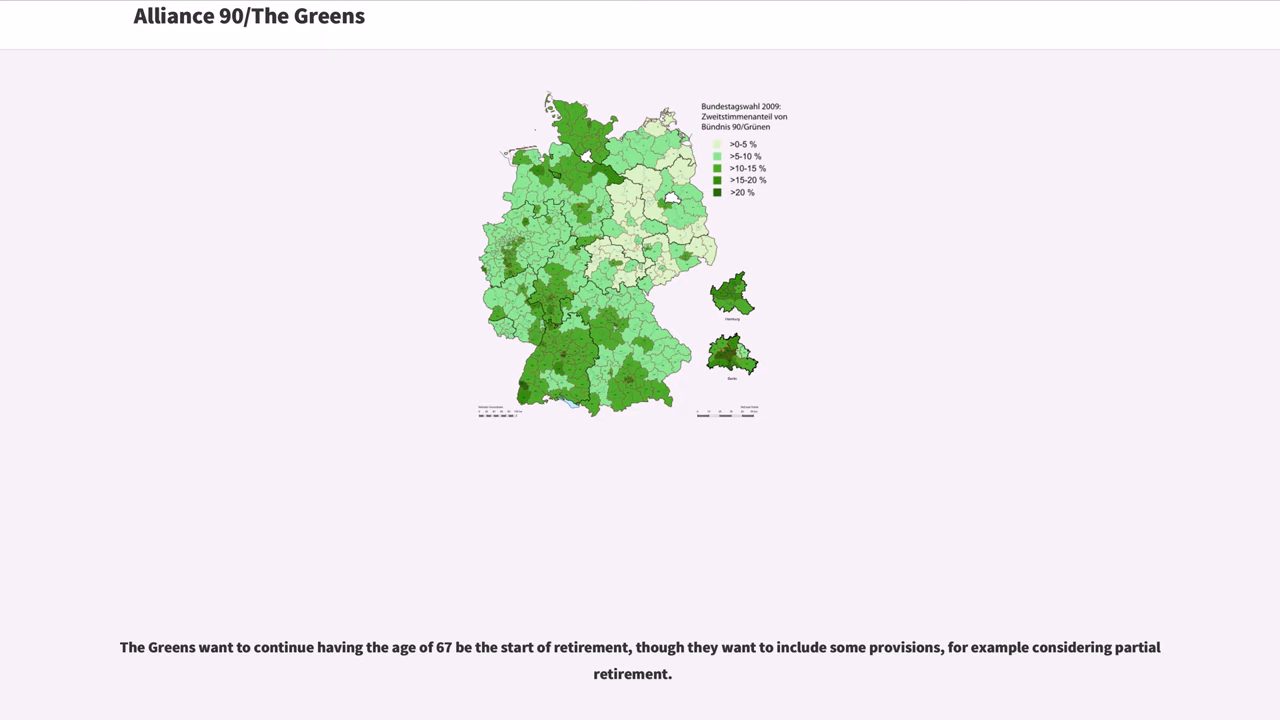 Alliance 90/The Greens
Bundestagswahl 2009:
Zweitstimmenanteil von
Bündnis 90/Grünen
>0-5 %
>5-10 %
>10-15 %
>15-20 %
>20 %
Hamburg
Berlin
The Greens want to continue having the age of 67 be the start of retirement, though they want to include some provisions, for example considering partial
retirement.